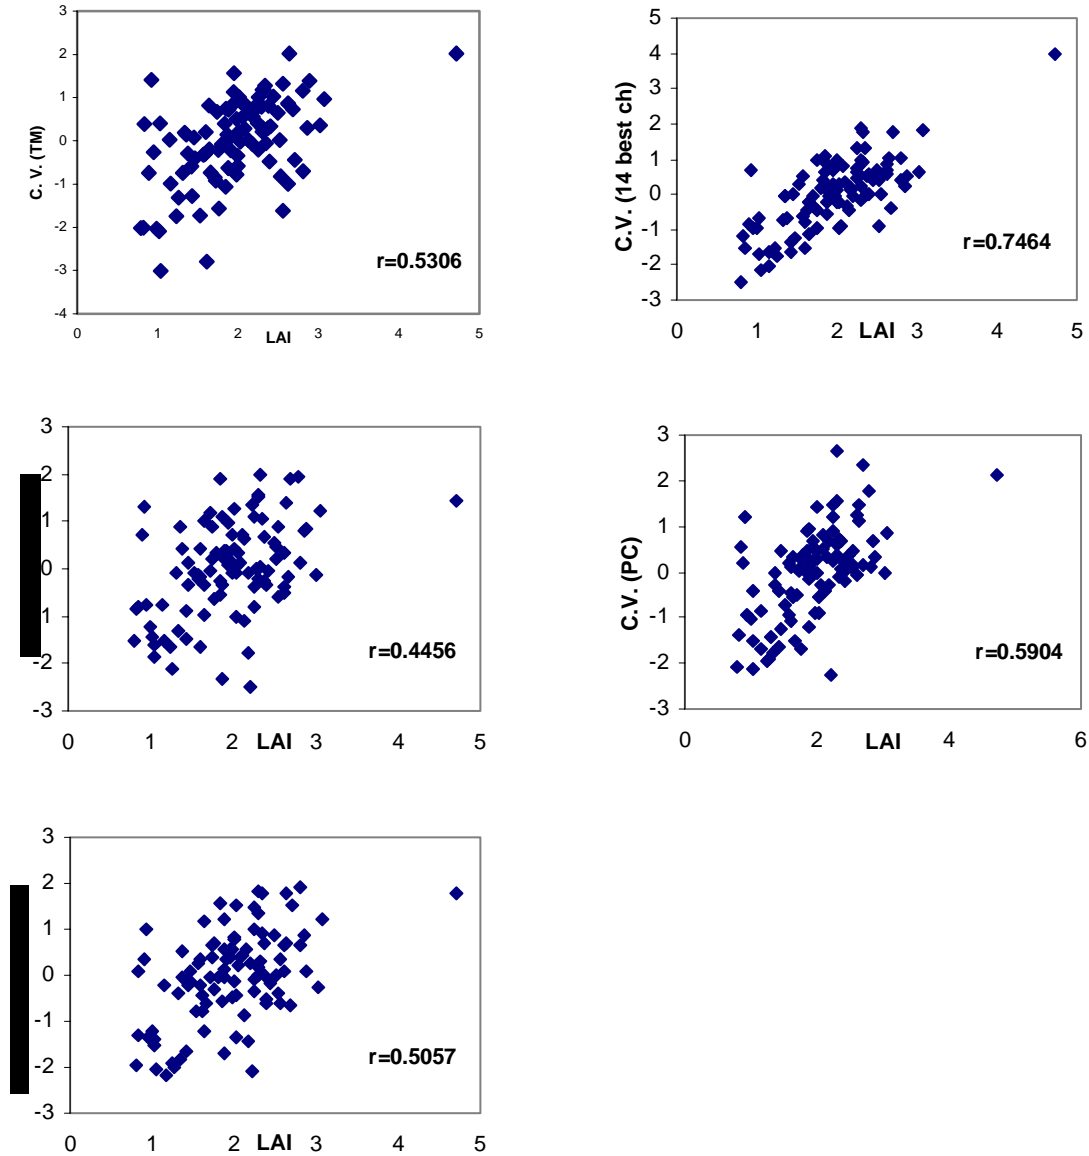 3
2
1
0
-1
-2
-3
-4
C. V. (TM)
r=0.5306
0 1 2 3 4 5
LAI
5
4
3
2
1
0
-1
-2
-3
C.V. (14 best ch)
r=0.7464
0 1 2 LAI 3 4 5
3
2
1
0
-1
-2
-3
r=0.4456
0 1 2 LAI 3 4 5
3
2
1
0
-1
-2
-3
C.V. (PC)
r=0.5904
0 2 LAI 4 6
3
2
1
0
-1
-2
-3
r=0.5057
0 1 2 LAI 3 4 5